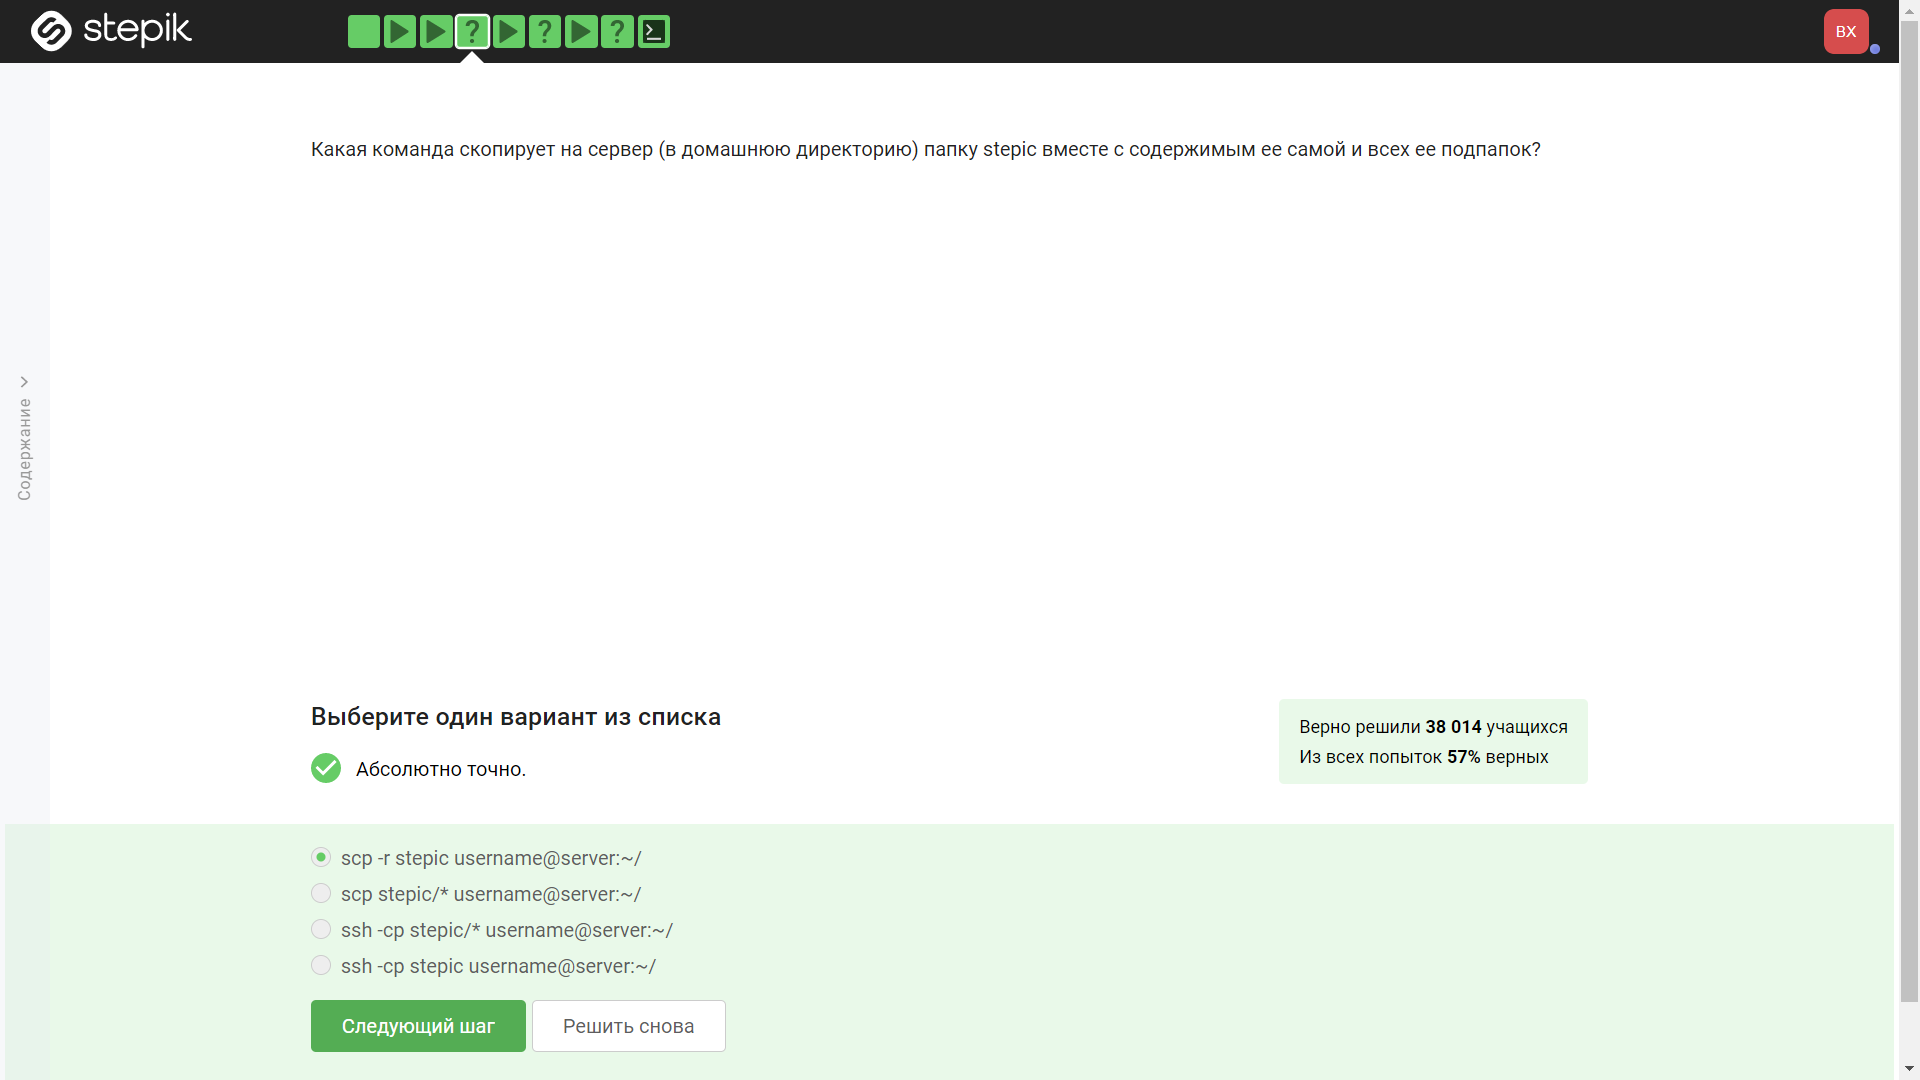 stepik
? ? ?
ВХ
Содержание
Какая команда скопирует на сервер (в домашнюю директорию) папку stepic вместе с содержимым ее самой и всех ее подпапок?
Выберите один вариант из списка
Абсолютно точно.
Верно решили 38 014 учащихся
Из всех попыток 57% верных
scp -r stepic username@server:~/
scp stepic/* username@server:~/
ssh -cp stepic/* username@server:~/
ssh -cp stepic username@server:~/
Следующий шаг
Решить снова